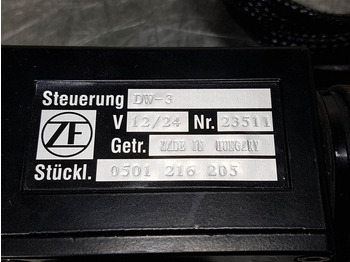 Steuerung DW-3
ZF V 12/24 Nr. 23511
Getr. MADE IN HUNGARY
Stückl. 0501 216 205